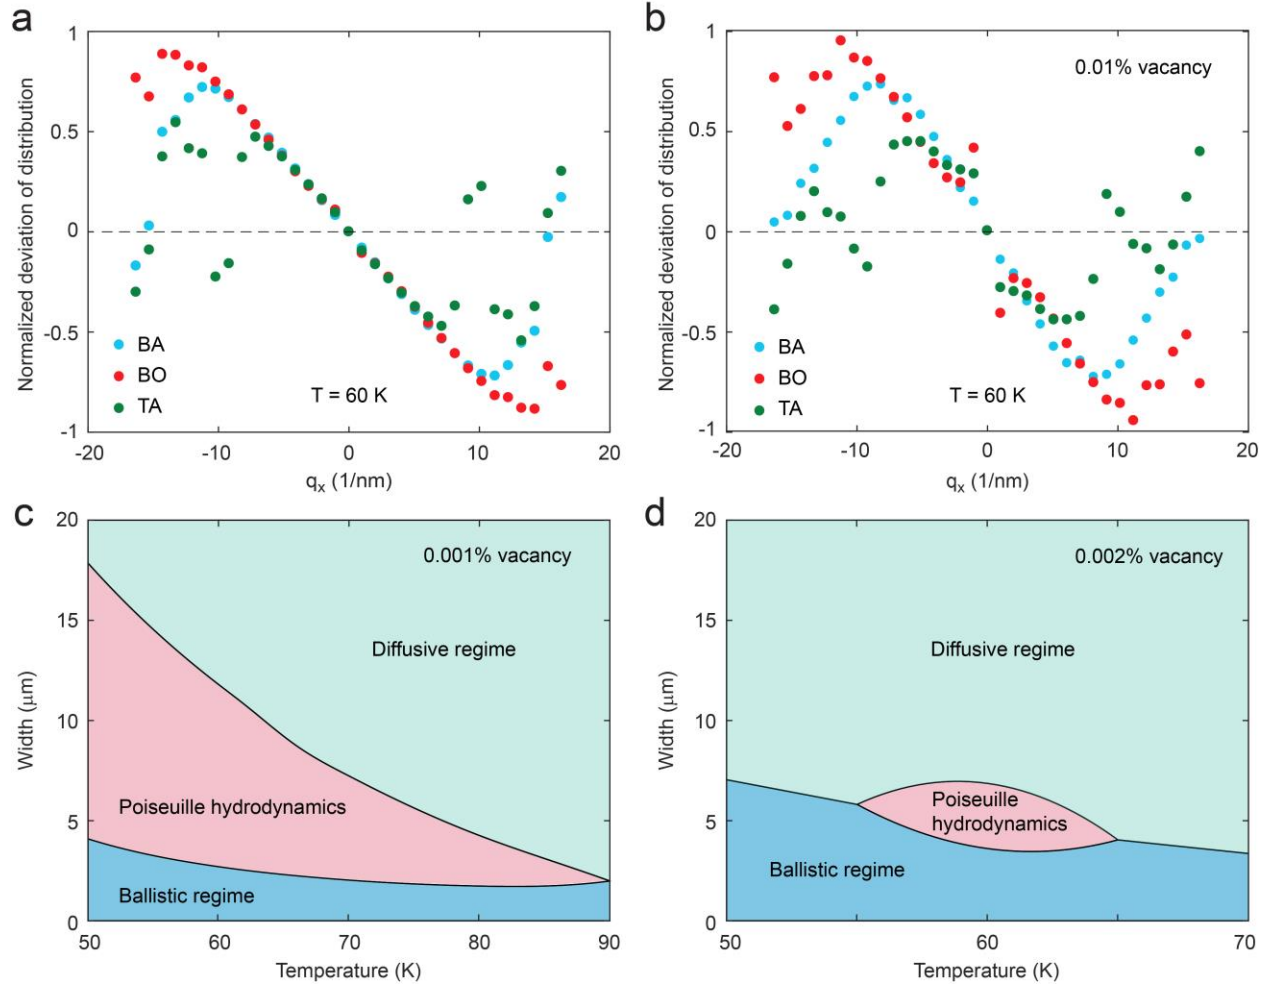 a
1
0.5
0
-0.5
-1
-20
-10
0
10
20
Normalized deviation of distribution
qx (1/nm)
BA
BO
TA
T = 60 K
b
1
0.5
0
-0.5
-1
-20
-10
0
10
20
Normalized deviation of distribution
qx (1/nm)
0.01% vacancy
BA
BO
TA
T = 60 K
c
20
15
10
5
0
50
60
70
80
90
Width (μm)
Temperature (K)
0.001% vacancy
Diffusive regime
Poiseuille hydrodynamics
Ballistic regime
d
20
15
10
5
0
50
60
70
Width (μm)
Temperature (K)
0.002% vacancy
Diffusive regime
Poiseuille
hydrodynamics
Ballistic regime